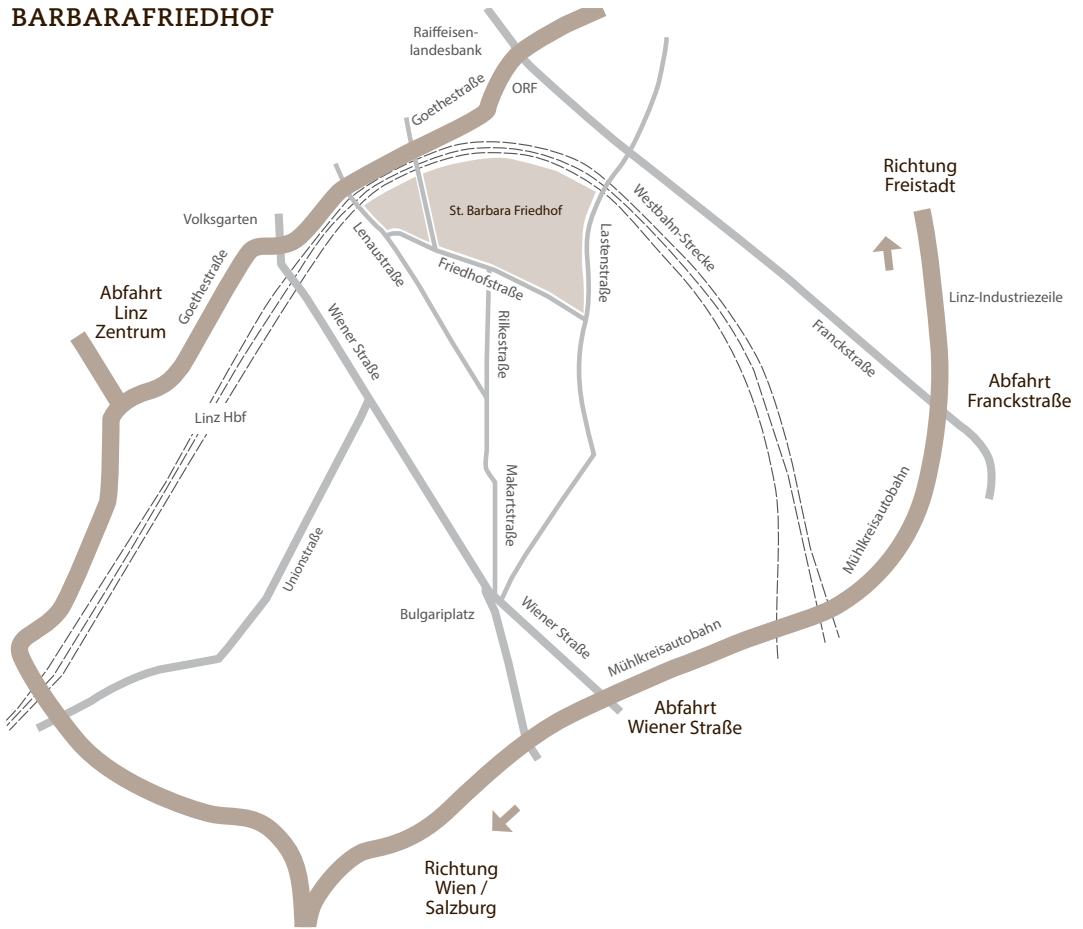 BARBARAFRIEDHOF
Raiffeisen-
landesbank
ORF
Goethestraße
Richtung
Freistadt
Westbahn-Strecke
St. Barbara Friedhof
Volksgarten
Lenaustraße
Lastenstraße
Goethestraße
Friedhofstraße
Abfahrt
Linz
Zentrum
Linz-Industriezeile
Wiener Straße
Rilkestraße
Franckstraße
Abfahrt
Franckstraße
Linz Hbf
Makartstraße
Mühlkreisautobahn
Unionstraße
Bulgariplatz
Wiener Straße
Mühlkreisautobahn
Abfahrt
Wiener Straße
Richtung
Wien /
Salzburg